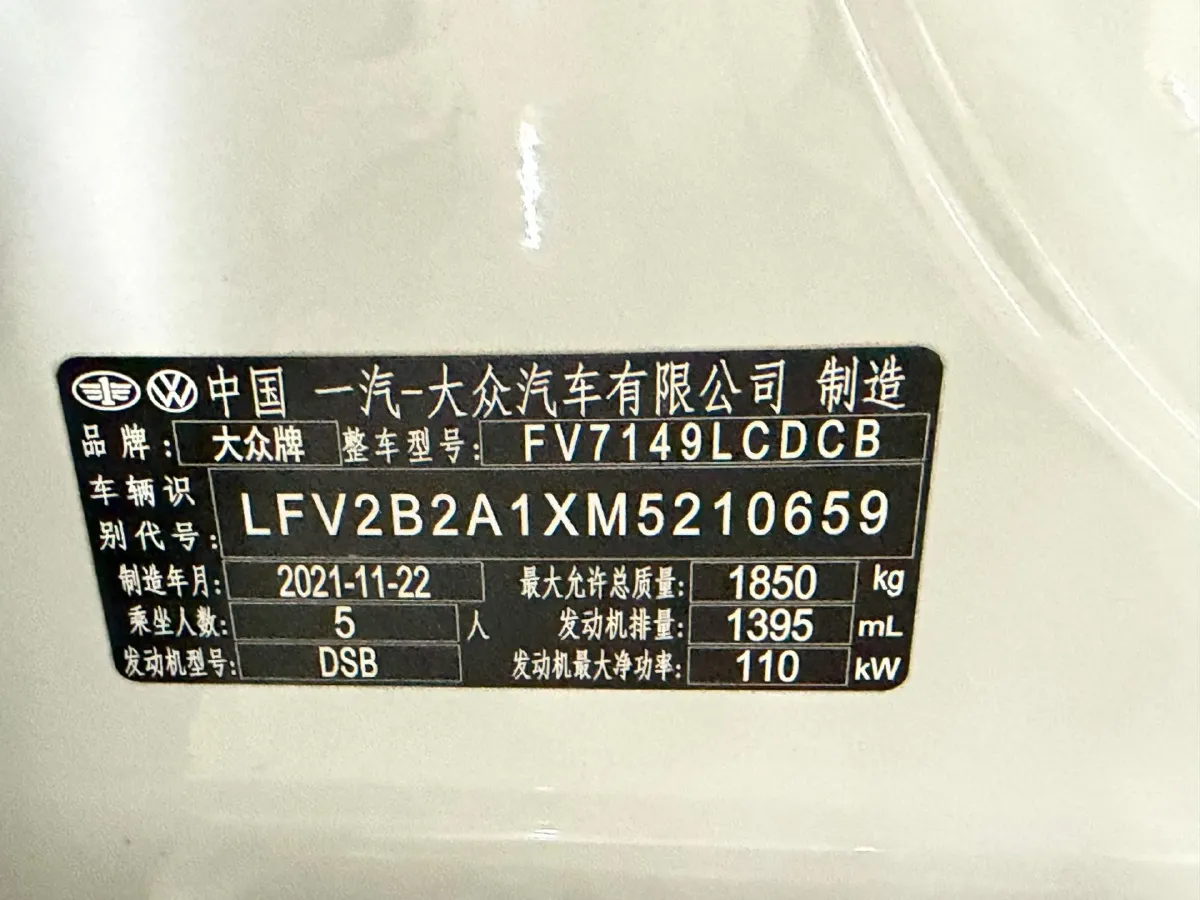 中国 一汽-大众汽车有限公司 制造
品牌: 大众牌 整车型号: FV7149LCDCB
车辆识
别代号: LFV2B2A1XM5210659
制造年月: 2021-11-22 最大允许总质量: 1850 kg
乘坐人数: 5 人 发动机排量: 1395 mL
发动机型号: DSB 发动机最大净功率: 110 kW